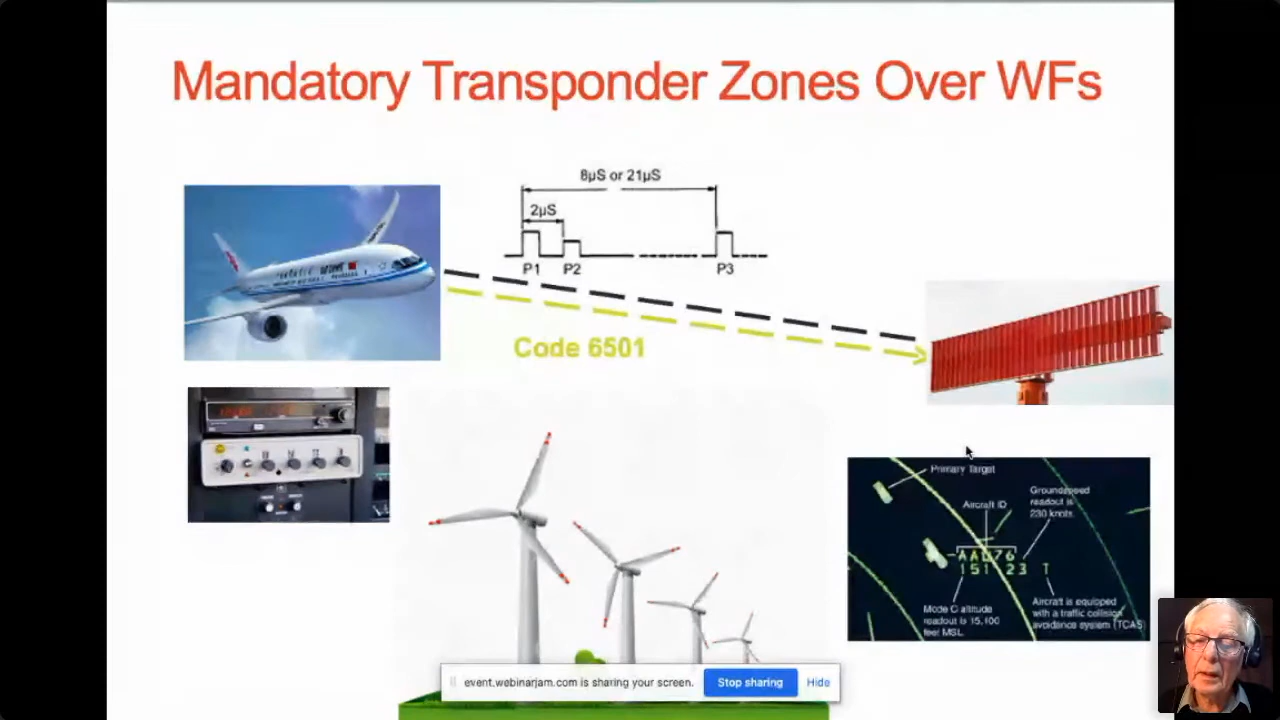 Mandatory Transponder Zones Over WFs
8µS or 21µS
2µS
P1 P2 P3
Code 6501
Primary Target
Aircraft ID
Groundspeed
readout is
230 knots.
151 23 T
Mode C altitude
readout is 15,100
feet MSL.
Aircraft is equipped
with a traffic collision
avoidance system (TCAS
event.webinarjam.com is sharing your screen.
Stop sharing
Hide